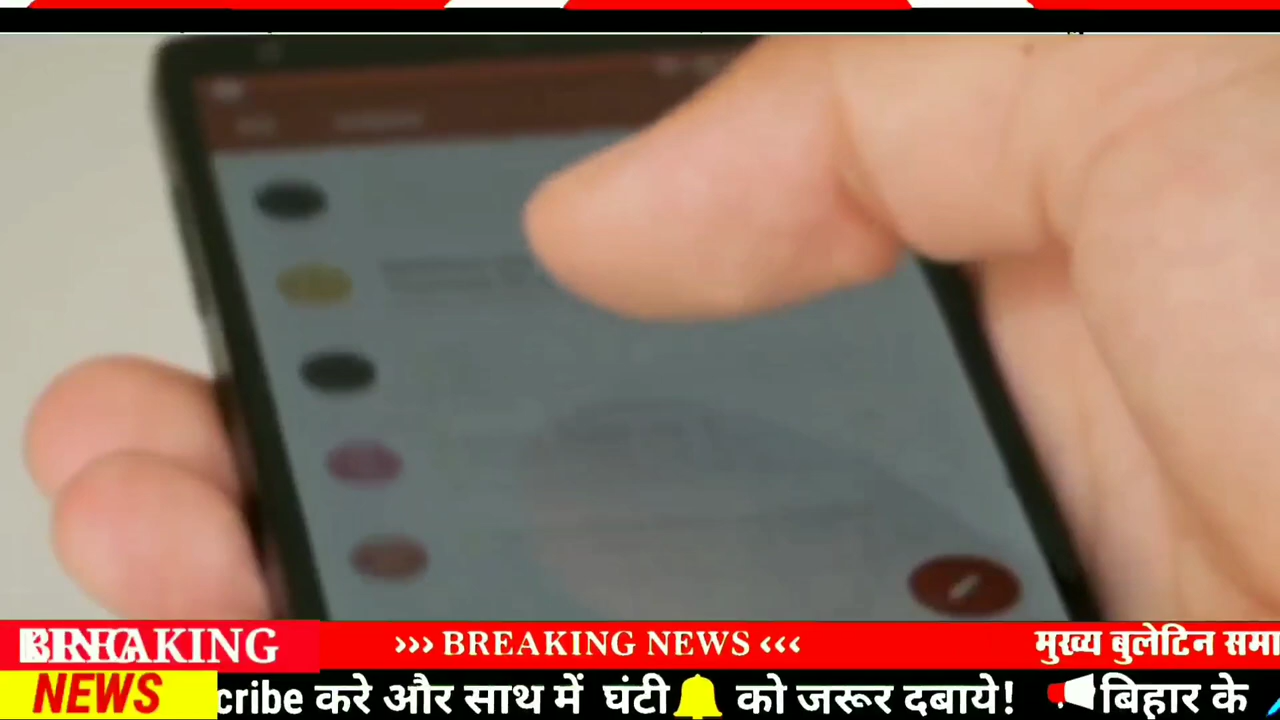 BREAKING
>>> BREAKING NEWS <<<
मुख्य बुलेटिन समा
NEWS
cribe करे और साथ में घंटी🔔 को जरूर दबाये! 📢बिहार के